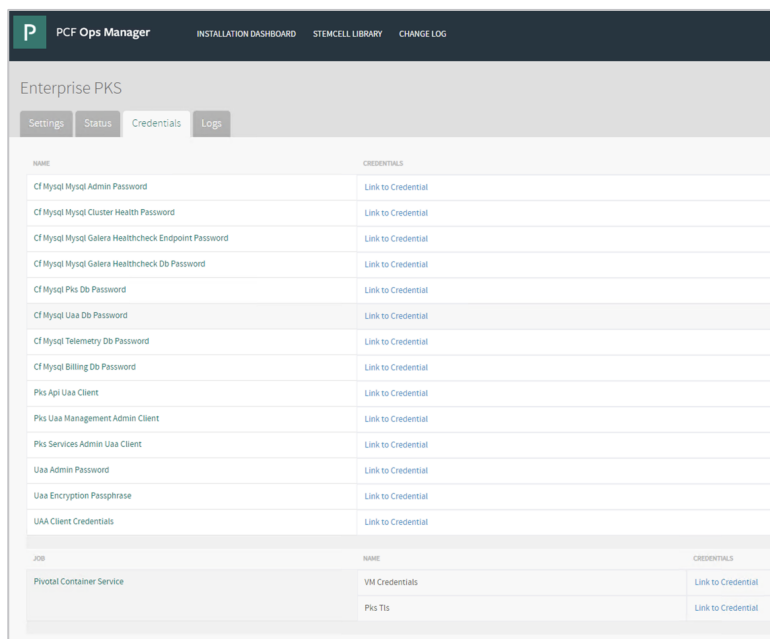 P PCF Ops Manager INSTALLATION DASHBOARD STEMCELL LIBRARY CHANGE LOG
Enterprise PKS
Settings Status Credentials Logs
NAME CREDENTIALS
Cf Mysql Mysql Admin Password Link to Credential
Cf Mysql Mysql Cluster Health Password Link to Credential
Cf Mysql Mysql Galera Healthcheck Endpoint Password Link to Credential
Cf Mysql Mysql Galera Healthcheck Db Password Link to Credential
Cf Mysql Pks Db Password Link to Credential
Cf Mysql Uaa Db Password Link to Credential
Cf Mysql Telemetry Db Password Link to Credential
Cf Mysql Billing Db Password Link to Credential
Pks Api Uaa Client Link to Credential
Pks Uaa Management Admin Client Link to Credential
Pks Services Admin Uaa Client Link to Credential
Uaa Admin Password Link to Credential
Uaa Encryption Passphrase Link to Credential
UAA Client Credentials Link to Credential
JOB NAME CREDENTIALS
Pivotal Container Service VM Credentials Link to Credential
Pks Tls Link to Credential